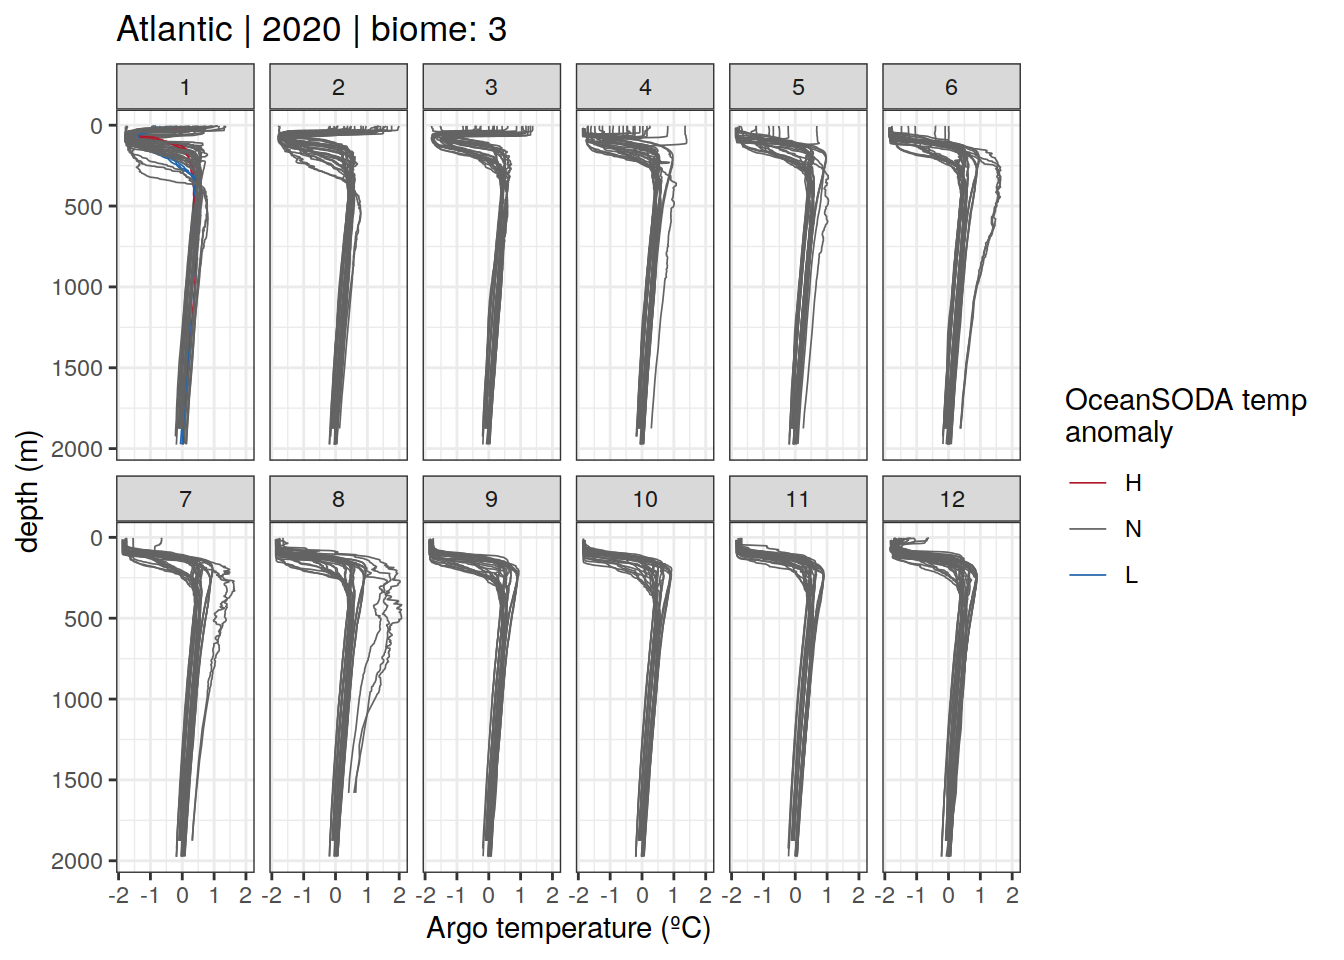 Atlantic | 2020 | biome: 3
1 2 3 4 5 6
0
500
1000
1500
2000
7 8 9 10 11 12
0
500
1000
1500
2000
-2 -1 0 1 2 -2 -1 0 1 2 -2 -1 0 1 2 -2 -1 0 1 2 -2 -1 0 1 2 -2 -1 0 1 2
Argo temperature (ºC)
depth (m)
OceanSODA temp
anomaly
H
N
L